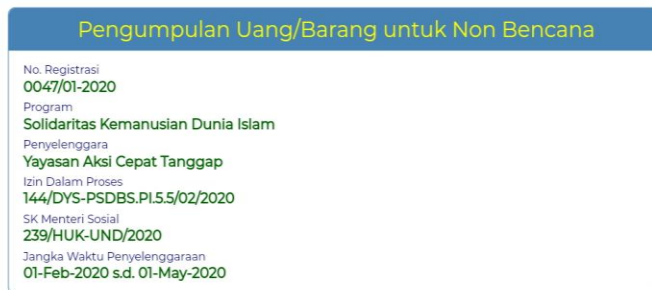 Pengumpulan Uang/Barang untuk Non Bencana
No. Registrasi
0047/01-2020
Program
Solidaritas Kemanusian Dunia Islam
Penyelenggara
Yayasan Aksi Cepat Tanggap
Izin Dalam Proses
144/DYS-PSDBS.PI.5.5/02/2020
SK Menteri Sosial
239/HUK-UND/2020
Jangka Waktu Penyelenggaraan
01-Feb-2020 s.d. 01-May-2020